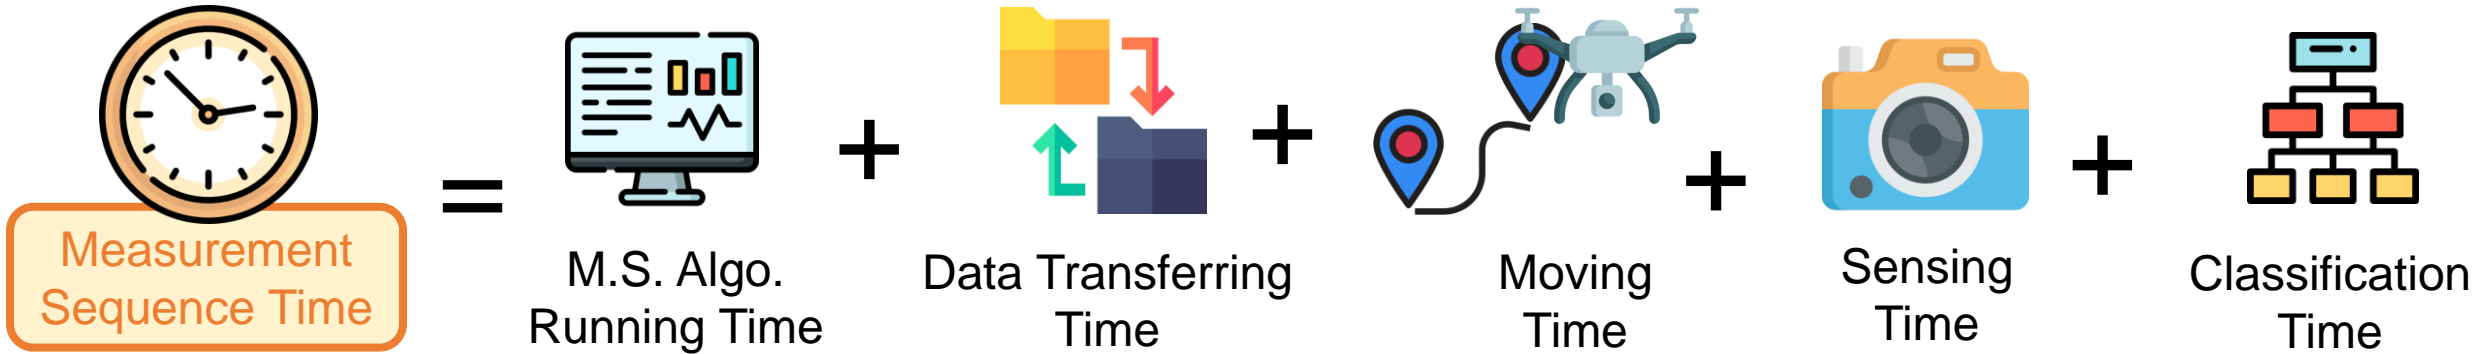 Measurement
Sequence Time
=
M.S. Algo.
Running Time
+
Data Transferring
Time
+
Moving
Time
+
Sensing
Time
+
Classification
Time